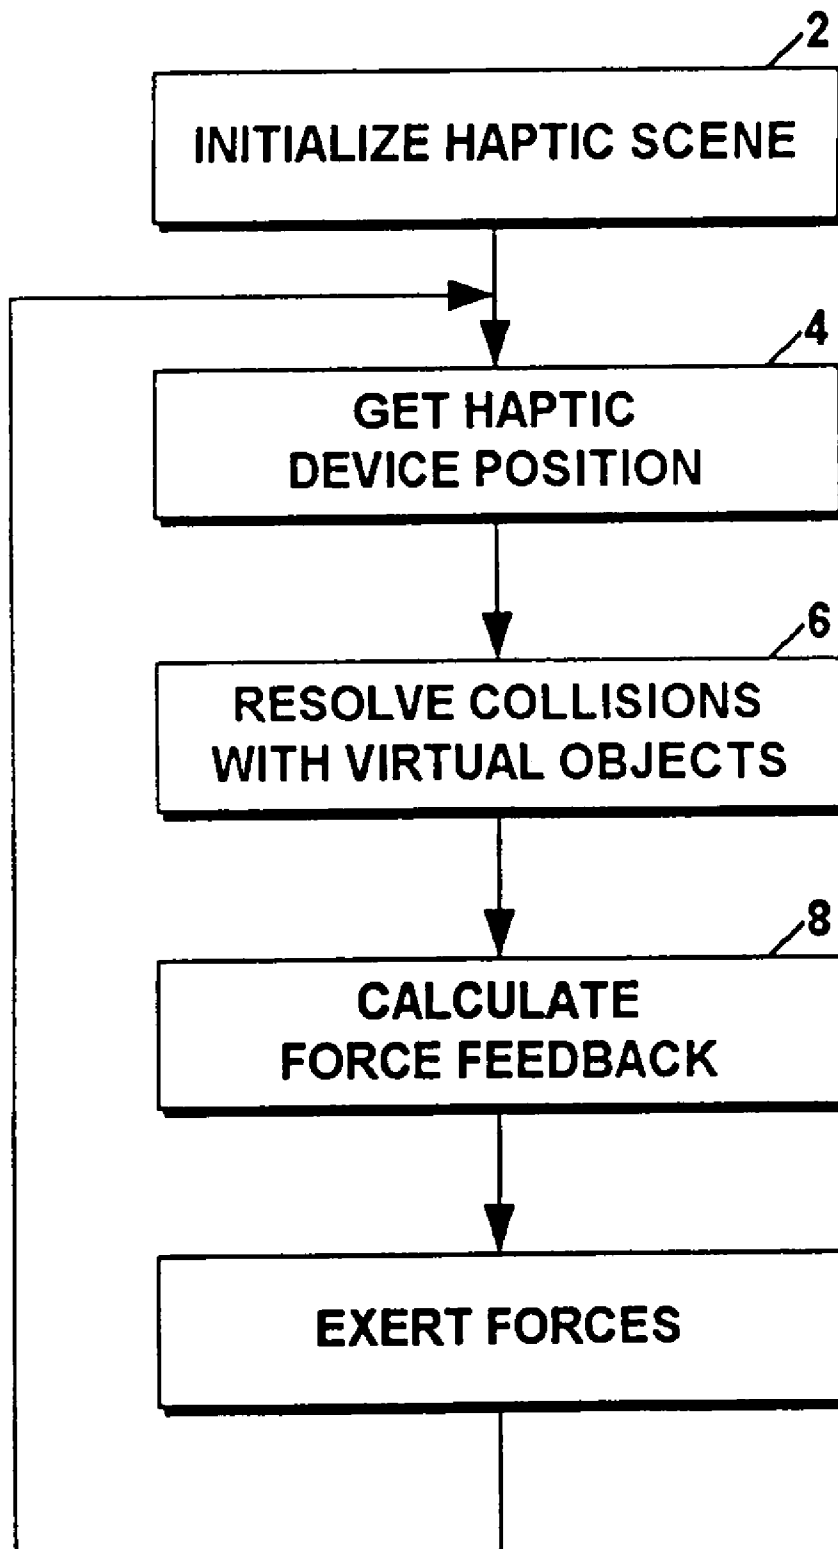 2
INITIALIZE HAPTIC SCENE
4
GET HAPTIC
DEVICE POSITION
6
RESOLVE COLLISIONS
WITH VIRTUAL OBJECTS
8
CALCULATE
FORCE FEEDBACK
EXERT FORCES